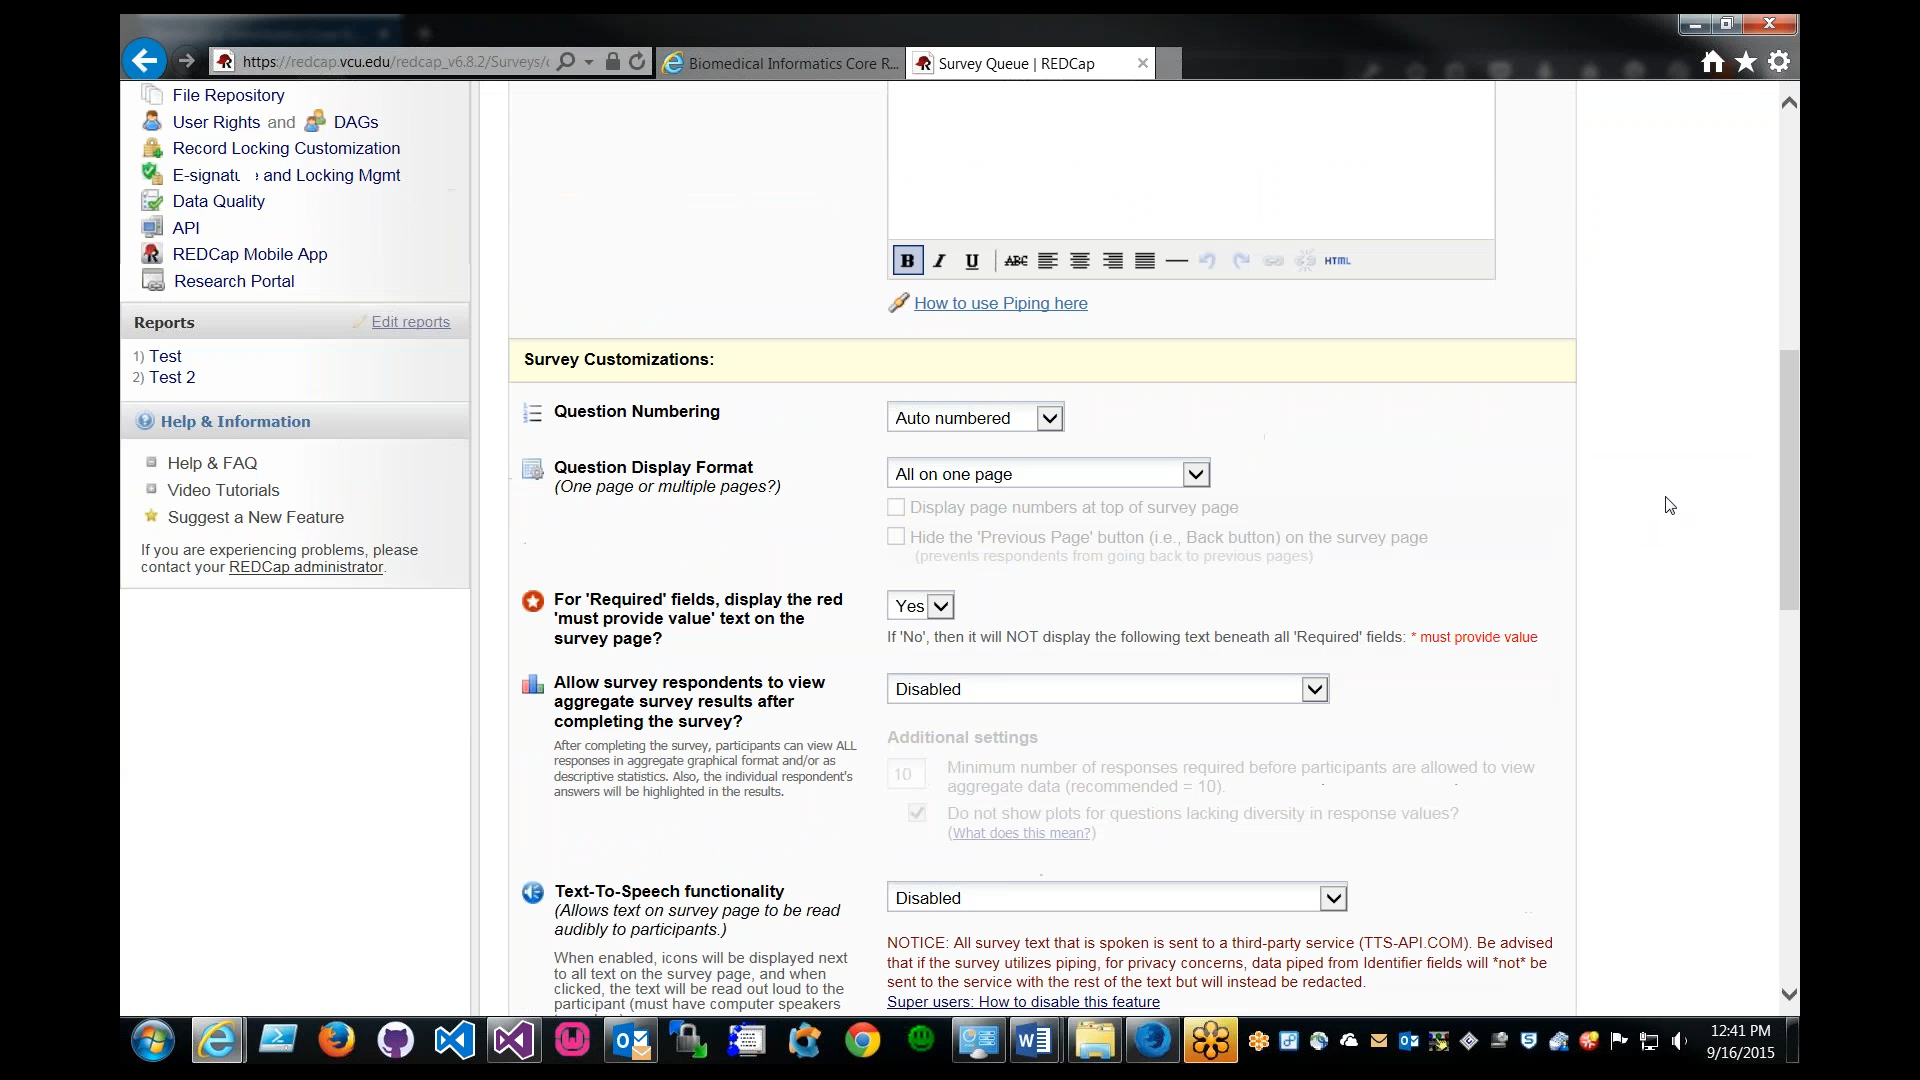 https://redcap.vcu.edu/redcap_v6.8.2/Surveys/
Biomedical Informatics Core R...
Survey Queue | REDCap
File Repository
User Rights and DAGs
Record Locking Customization
E-signatu and Locking Mgmt
Data Quality
API
REDCap Mobile App
Research Portal
Reports
Edit reports
1) Test
2) Test 2
Help & Information
Help & FAQ
Video Tutorials
Suggest a New Feature
If you are experiencing problems, please
contact your REDCap administrator.
B I U ABC HTML
How to use Piping here
Survey Customizations:
Question Numbering
Auto numbered
Question Display Format
(One page or multiple pages?)
All on one page
Display page numbers at top of survey page
Hide the 'Previous Page' button (i.e., Back button) on the survey page
(prevents respondents from going back to previous pages)
For 'Required' fields, display the red
'must provide value' text on the
survey page?
Yes
If 'No', then it will NOT display the following text beneath all 'Required' fields: * must provide value
Allow survey respondents to view
aggregate survey results after
completing the survey?
After completing the survey, participants can view ALL
responses in aggregate graphical format and/or as
descriptive statistics. Also, the individual respondent's
answers will be highlighted in the results.
Disabled
Additional settings
10
Minimum number of responses required before participants are allowed to view
aggregate data (recommended = 10).
Do not show plots for questions lacking diversity in response values?
(What does this mean?)
Text-To-Speech functionality
(Allows text on survey page to be read
audibly to participants.)
When enabled, icons will be displayed next
to all text on the survey page, and when
clicked, the text will be read out loud to the
participant (must have computer speakers
Disabled
NOTICE: All survey text that is spoken is sent to a third-party service (TTS-API.COM). Be advised
that if the survey utilizes piping, for privacy concerns, data piped from Identifier fields will *not* be
sent to the service with the rest of the text but will instead be redacted.
Super users: How to disable this feature
12:41 PM
9/16/2015